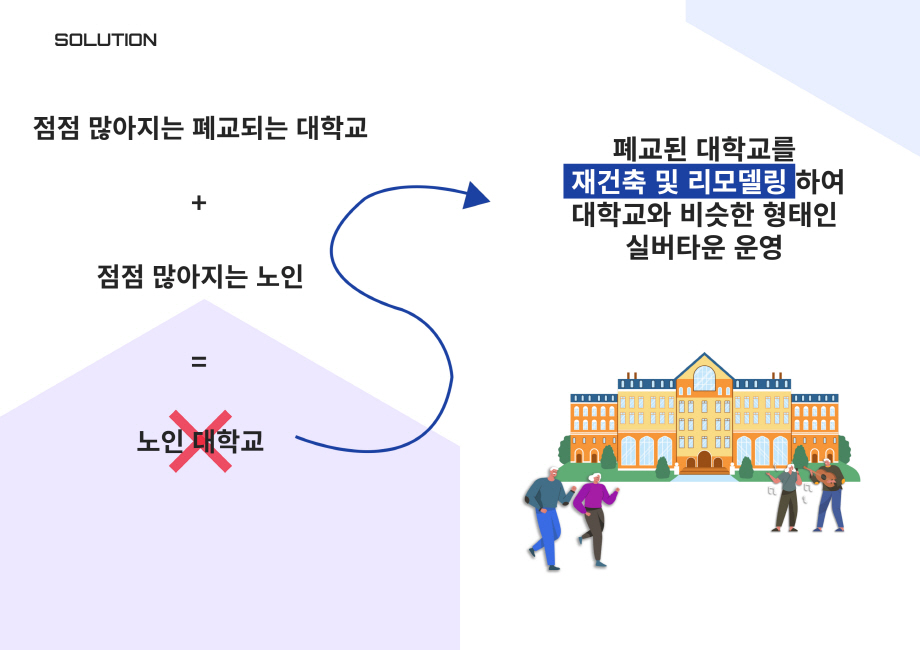 SOLUTION
점점 많아지는 폐교되는 대학교
+
점점 많아지는 노인
=
노인 대학교
폐교된 대학교를
재건축 및 리모델링 하여
대학교와 비슷한 형태인
실버타운 운영